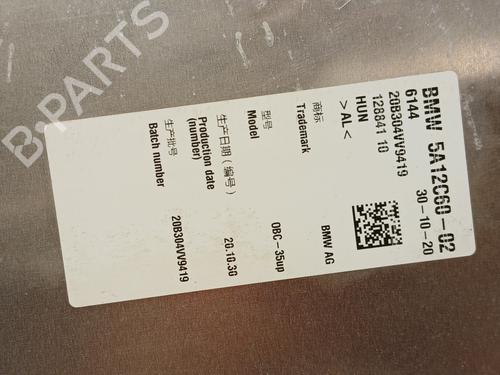 BMW 5A12C60-02
6144 30-10-20
20B304VV9419
128841 10
HUN
>AL<
商标
Trademark BMW AG
型号
Model OBC-35up
生产日期（编号）
Production date
(number) 20.10.30
生产批号
Batch number 20B304VV9419
B-PARTS